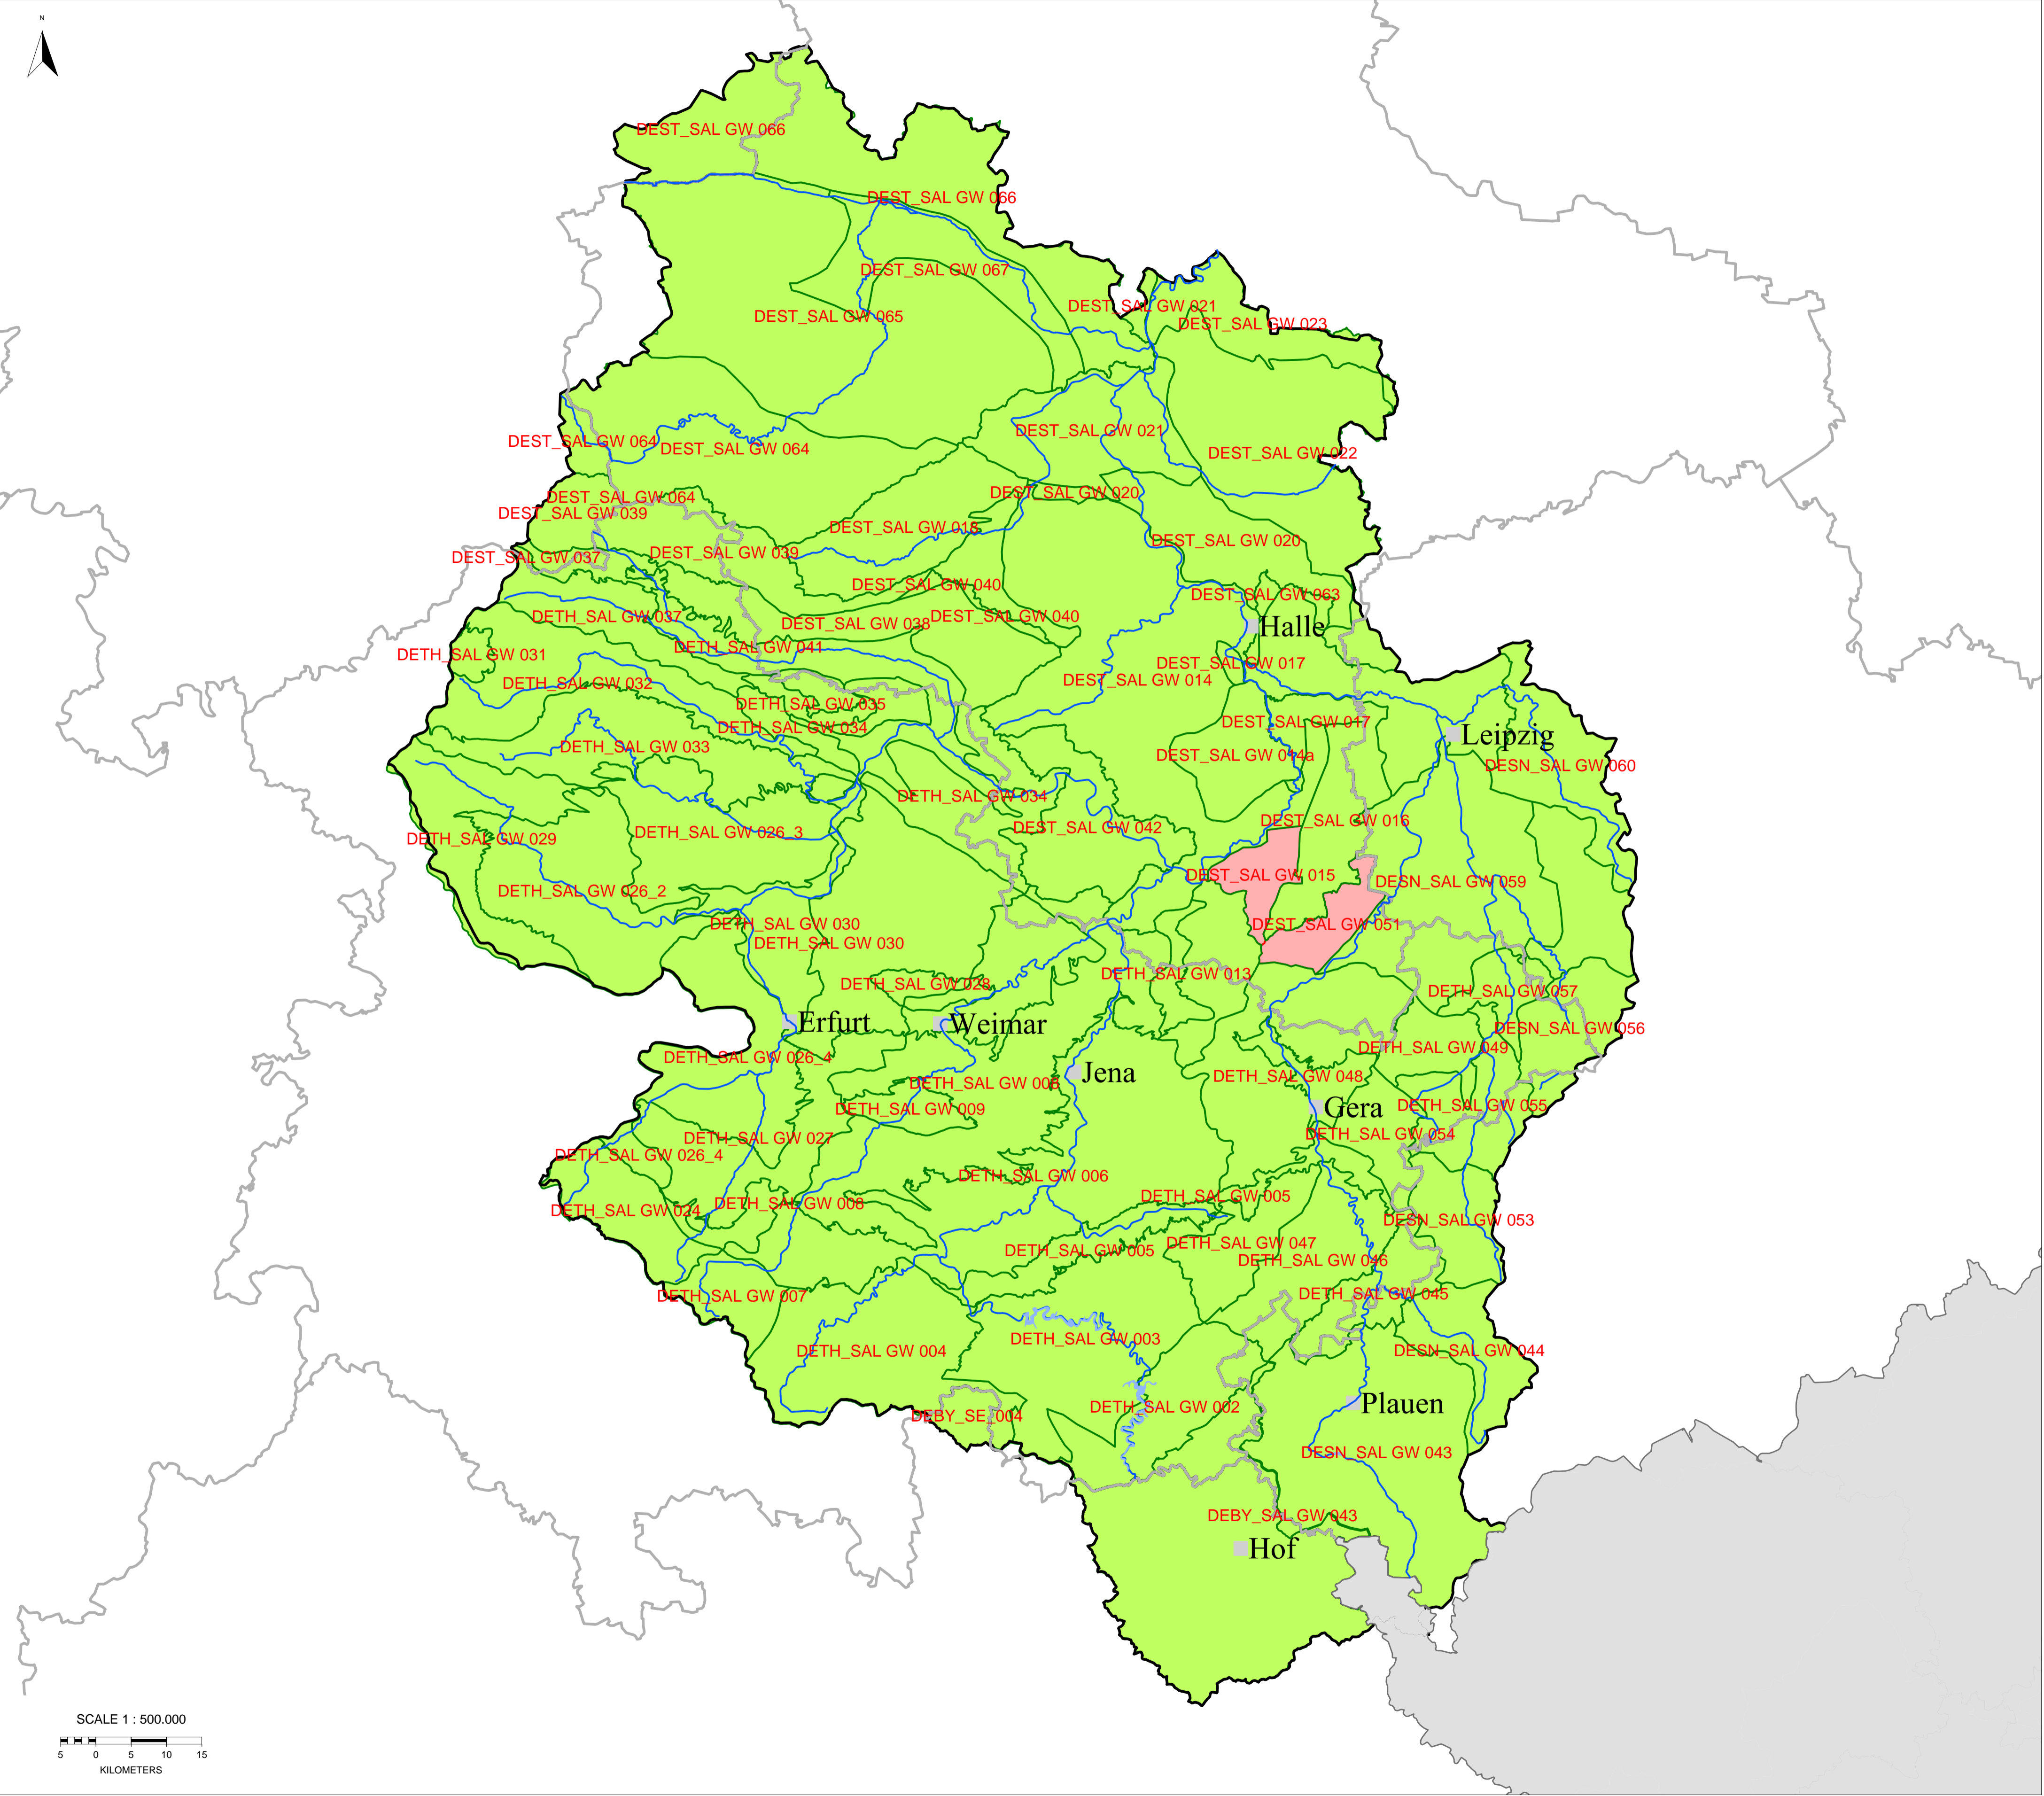 N
DEST_SAL GW 066
DEST_SAL GW 066
DEST_SAL GW 067
DEST_SAL GW 065
DEST_SAL GW 021
DEST_SAL GW 023
DEST_SAL GW 021
DEST_SAL GW 064
DEST_SAL GW 064
DEST_SAL GW 022
DEST_SAL GW 064
DEST_SAL GW 020
DEST_SAL GW 039
DEST_SAL GW 018
DEST_SAL GW 020
DEST_SAL GW 037
DEST_SAL GW 039
DEST_SAL GW 040
DEST_SAL GW 063
DETH_SAL GW 037
DEST_SAL GW 040
DEST_SAL GW 038
Halle
DETH_SAL GW 041
DETH_SAL GW 031
DEST_SAL GW 017
DEST_SAL GW 014
DETH_SAL GW 032
DETH_SAL GW 035
DEST_SAL GW 017
DETH_SAL GW 034
Leipzig
DETH_SAL GW 033
DEST_SAL GW 014a
DESN_SAL GW 060
DETH_SAL GW 034
DEST_SAL GW 016
DEST_SAL GW 042
DETH_SAL GW 026_3
DETH_SAL GW 029
DEST_SAL GW 015
DESN_SAL GW 059
DETH_SAL GW 026_2
DETH_SAL GW 030
DEST_SAL GW 051
DETH_SAL GW 030
DETH_SAL GW 013
DETH_SAL GW 028
DETH_SAL GW 057
Erfurt
Weimar
DESN_SAL GW 056
DETH_SAL GW 049
DETH_SAL GW 026_4
Jena
DETH_SAL GW 048
DETH_SAL GW 006
DETH_SAL GW 055
DETH_SAL GW 009
Gera
DETH_SAL GW 054
DETH_SAL GW 027
DETH_SAL GW 026_4
DETH_SAL GW 006
DETH_SAL GW 005
DETH_SAL GW 008
DETH_SAL GW 024
DESN_SAL GW 053
DETH_SAL GW 047
DETH_SAL GW 005
DETH_SAL GW 046
DETH_SAL GW 045
DETH_SAL GW 007
DETH_SAL GW 003
DETH_SAL GW 004
DESN_SAL GW 044
Plauen
DETH_SAL GW 002
DEBY_SE_004
DESN_SAL GW 043
DEBY_SAL GW 043
Hof
SCALE 1 : 500.000
5 0 5 10 15
KILOMETERS